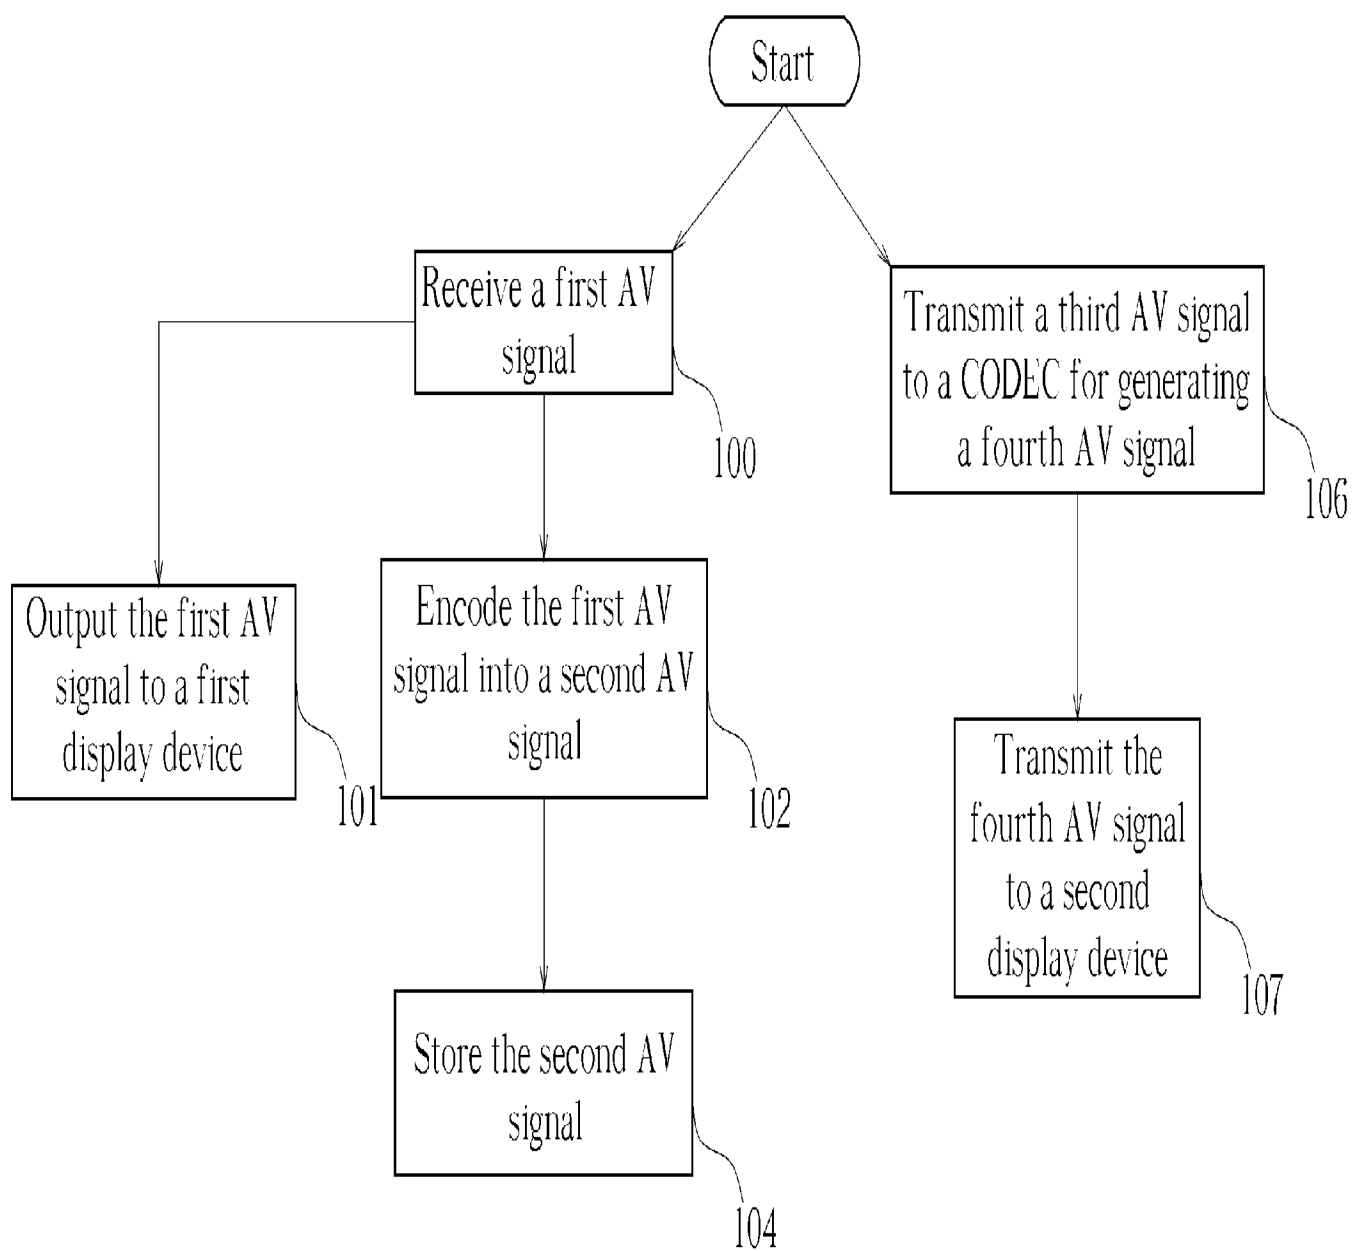 Start
Receive a first AV
signal
100
Transmit a third AV signal
to a CODEC for generating
a fourth AV signal
106
Output the first AV
signal to a first
display device
101
Encode the first AV
signal into a second AV
signal
102
Transmit the
fourth AV signal
to a second
display device
107
Store the second AV
signal
104